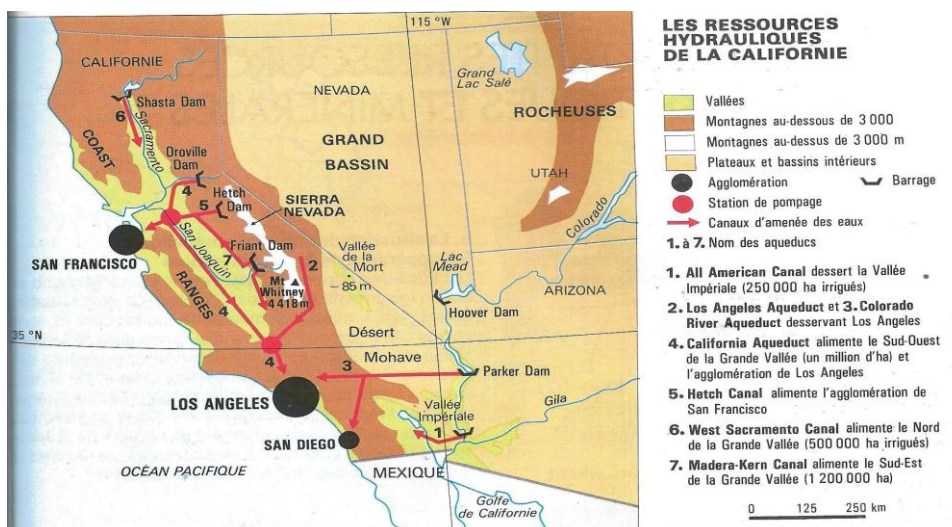 115 °W
CALIFORNIE
Shasta Dam
6
Sacramento
COAST
Oroville
Dam
4
Hetch
Dam
5
SIERRA
NEVADA
NEVADA
GRAND
BASSIN
Grand
Lac Salé
ROCHEUSES
UTAH
Colorado
SAN FRANCISCO
San Joaquin
Friant Dam
7
2
Mt
Whitney
4 418 m
RANGES
4
Vallée
de la
Mort
– 85 m
Lac
Mead
Hoover Dam
ARIZONA
35 °N
Désert
Mohave
4
3
Parker Dam
LOS ANGELES
Vallée
Impériale
1
Gila
SAN DIEGO
OCÉAN PACIFIQUE
MEXIQUE
Golfe
de Californie
LES RESSOURCES
HYDRAULIQUES
DE LA CALIFORNIE
Vallées
Montagnes au-dessous de 3 000
Montagnes au-dessus de 3 000 m
Plateaux et bassins intérieurs
Agglomération
Barrage
Station de pompage
Canaux d'amenée des eaux
1. à 7. Nom des aqueducs
1. All American Canal dessert la Vallée
Impériale (250 000 ha irrigués)
2. Los Angeles Aqueduct et 3. Colorado
River Aqueduct desservant Los Angeles
4. California Aqueduct alimente le Sud-Ouest
de la Grande Vallée (un million d'ha) et
l'agglomération de Los Angeles
5. Hetch Canal alimente l'agglomération de
San Francisco
6. West Sacramento Canal alimente le Nord
de la Grande Vallée (500 000 ha irrigués)
7. Madera-Kern Canal alimente le Sud-Est
de la Grande Vallée (1 200 000 ha)
0 125 250 km